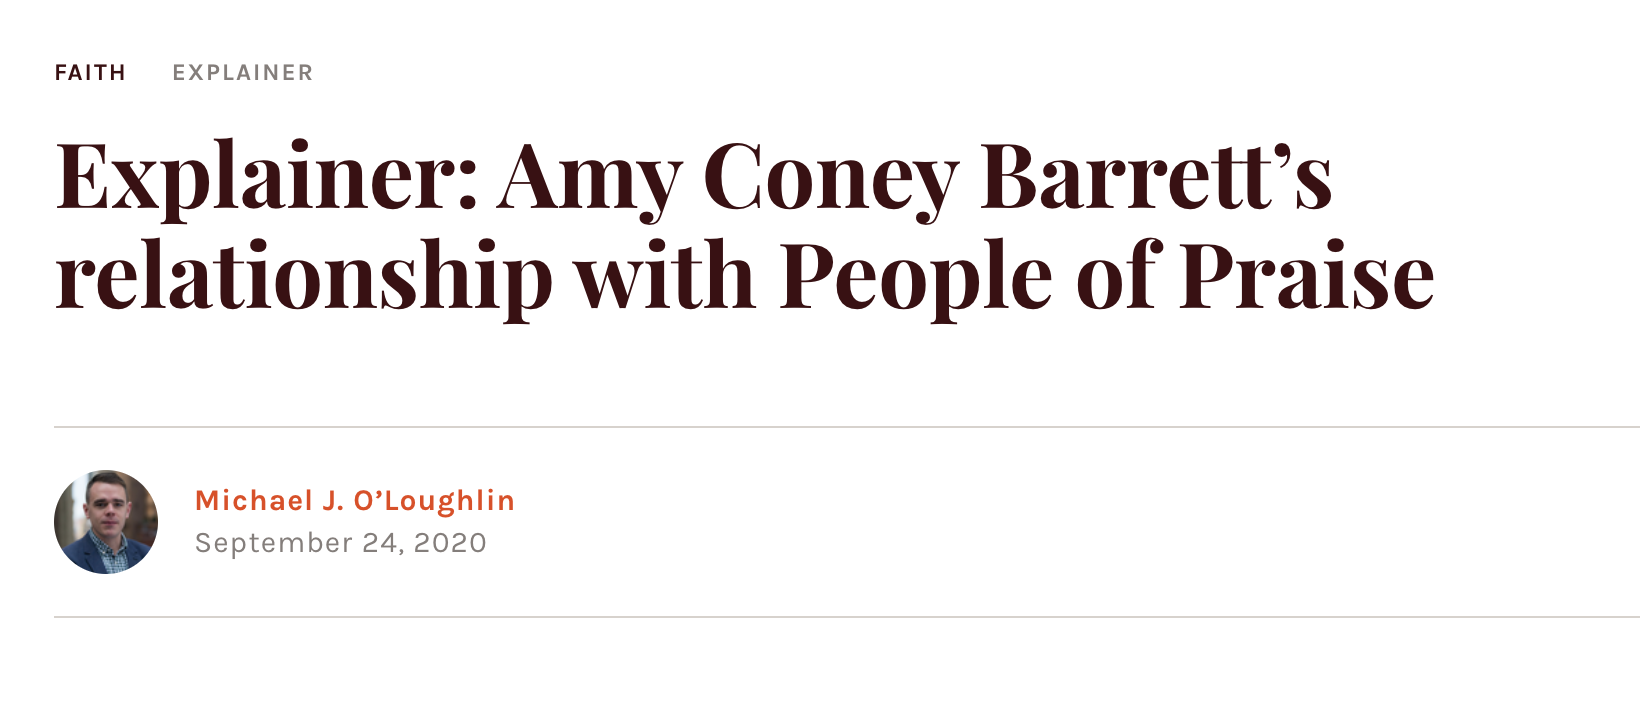 FAITH EXPLAINER
Explainer: Amy Coney Barrett’s
relationship with People of Praise
Michael J. O’Loughlin
September 24, 2020